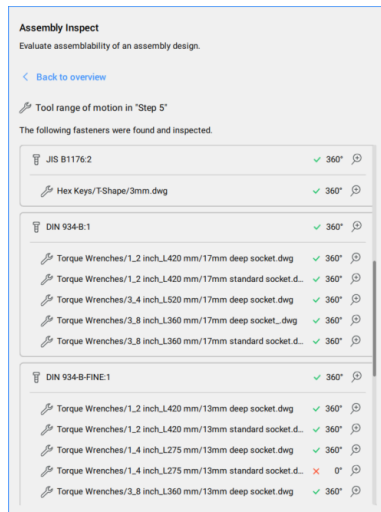 Assembly Inspect
Evaluate assemblability of an assembly design.
Back to overview
Tool range of motion in "Step 5"
The following fasteners were found and inspected.
JIS B1176:2 360°
Hex Keys/T-Shape/3mm.dwg 360°
DIN 934-B:1 360°
Torque Wrenches/1_2 inch_L420 mm/17mm deep socket.dwg 360°
Torque Wrenches/1_2 inch_L420 mm/17mm standard socket.d... 360°
Torque Wrenches/3_4 inch_L520 mm/17mm deep socket.dwg 360°
Torque Wrenches/3_8 inch_L360 mm/17mm deep socket_.dwg 360°
Torque Wrenches/3_8 inch_L360 mm/17mm standard socket.d... 360°
DIN 934-B-FINE:1 360°
Torque Wrenches/1_2 inch_L420 mm/13mm deep socket.dwg 360°
Torque Wrenches/1_2 inch_L420 mm/13mm standard socket.d... 360°
Torque Wrenches/1_4 inch_L275 mm/13mm deep socket.dwg 360°
Torque Wrenches/1_4 inch_L275 mm/13mm standard socket.d... 0°
Torque Wrenches/3_8 inch_L360 mm/13mm deep socket.dwg 360°